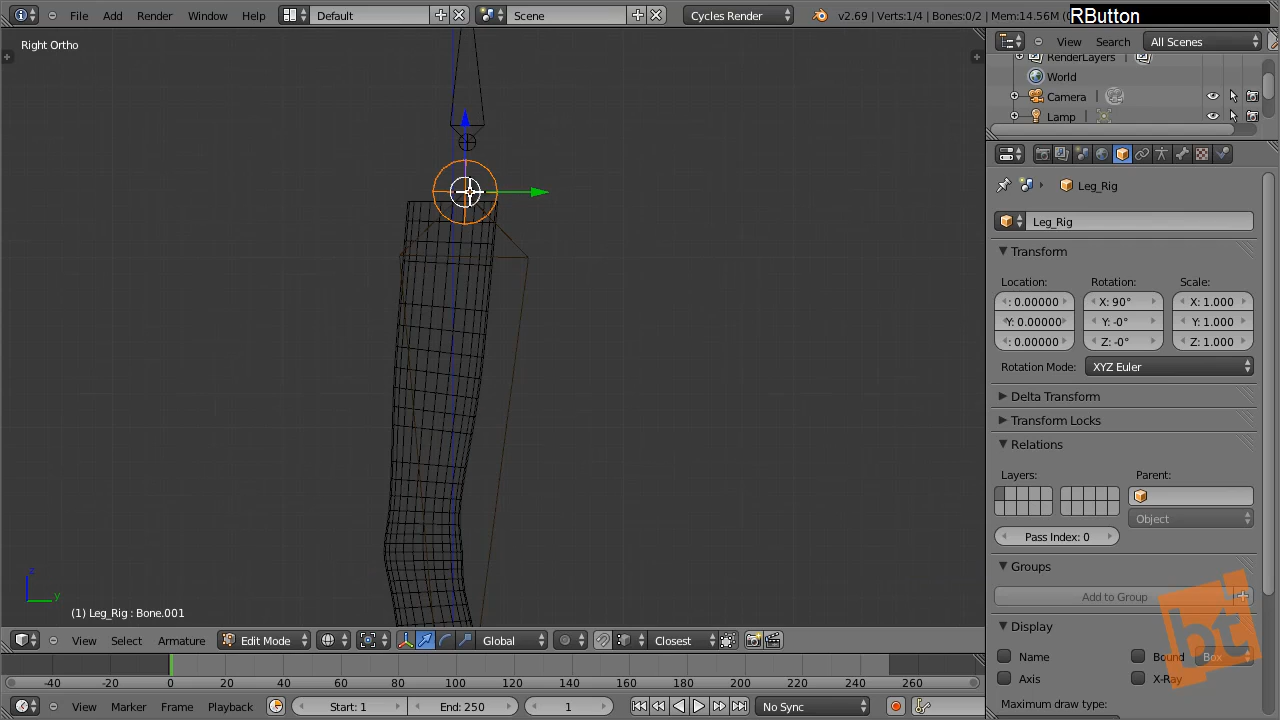 RButton
File Add Render Window Help Default Scene Cycles Render v2.69 | Verts:1/4 | Bones:0/2 | Mem:14.56M
View Search All Scenes
Right Ortho
RenderLayers
World
Camera
Lamp
Leg_Rig
Leg_Rig
Transform
Location: Rotation: Scale:
: 0.00000 X: 90° X: 1.000
Y: 0.00000 Y: -0° Y: 1.000
: 0.00000 Z: -0° Z: 1.000
Rotation Mode: XYZ Euler
Delta Transform
Transform Locks
Relations
Layers: Parent:
Object
Pass Index: 0
Groups
Add to Group
Display
Name Bound Box
Axis X-Ray
Maximum draw type:
z
y
(1) Leg_Rig : Bone.001
View Select Armature Edit Mode Global Closest
-40 -20 0 20 40 60 80 100 120 140 160 180 200 220 240 260
View Marker Frame Playback Start: 1 End: 250 1 No Sync
bt